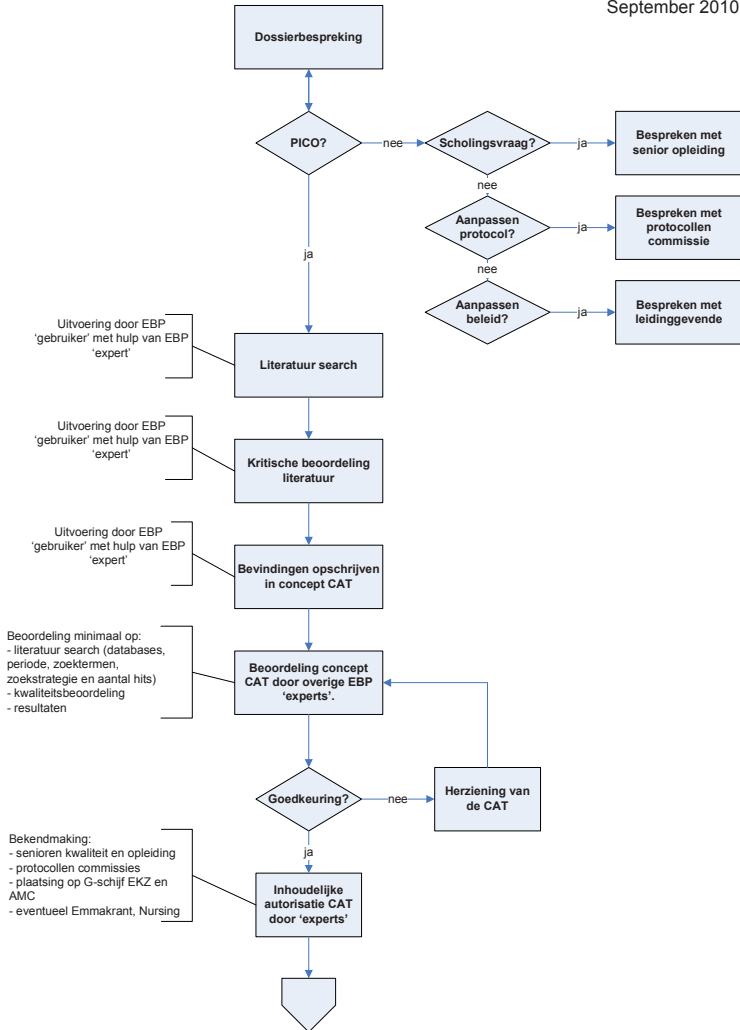 September 2010
Dossierbespreking
PICO?
nee
Scholingsvraag?
ja
Bespreken met
senior opleiding
nee
Aanpassen
protocol?
ja
Bespreken met
protocollen
commissie
nee
Aanpassen
beleid?
ja
Bespreken met
leidinggevende
ja
Uitvoering door EBP
'gebruiker' met hulp van EBP
'expert'
Literatuur search
Uitvoering door EBP
'gebruiker' met hulp van EBP
'expert'
Kritische beoordeling
literatuur
Uitvoering door EBP
'gebruiker' met hulp van EBP
'expert'
Bevindingen opschrijven
in concept CAT
Beoordeling minimaal op:
- literatuur search (databases,
periode, zoektermen,
zoekstrategie en aantal hits)
- kwaliteitsbeoordeling
- resultaten
Beoordeling concept
CAT door overige EBP
'experts'.
Goedkeuring?
nee
Herziening van
de CAT
ja
Bekendmaking:
- senioren kwaliteit en opleiding
- protocollen commissies
- plaatsing op G-schijf EKZ en
AMC
- eventueel Emmakrant, Nursing
Inhoudelijke
autorisatie CAT
door 'experts'